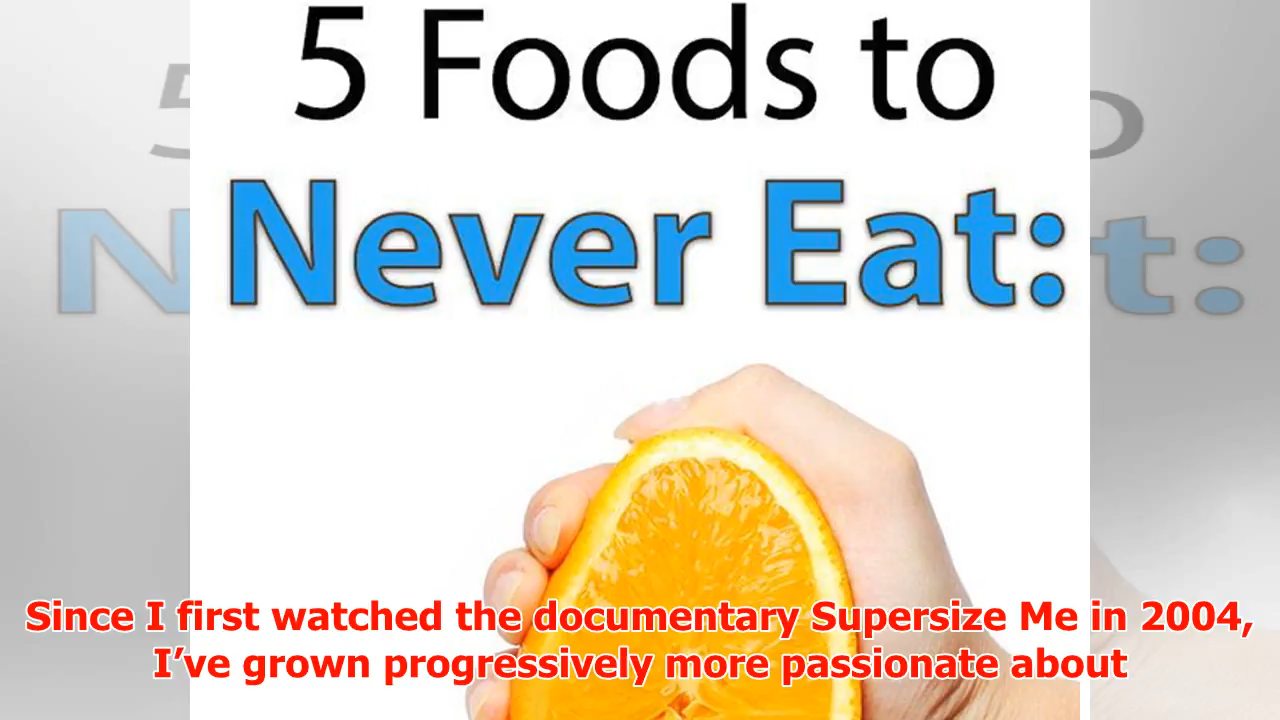 5 Foods to
Never Eat:
Since I first watched the documentary Supersize Me in 2004,
I’ve grown progressively more passionate about